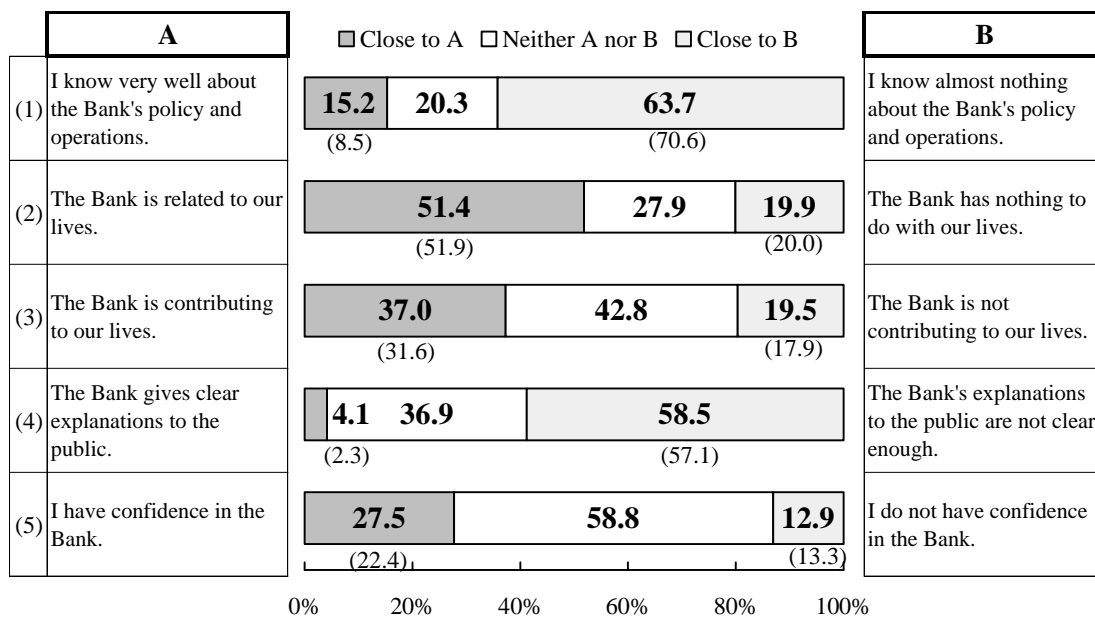 A
Close to A Neither A nor B Close to B
B
(1)
I know very well about
the Bank's policy and
operations.
15.2 20.3 63.7
(8.5) (70.6)
I know almost nothing
about the Bank's policy
and operations.
(2)
The Bank is related to our
lives.
51.4 27.9 19.9
(51.9) (20.0)
The Bank has nothing to
do with our lives.
(3)
The Bank is contributing
to our lives.
37.0 42.8 19.5
(31.6) (17.9)
The Bank is not
contributing to our lives.
(4)
The Bank gives clear
explanations to the
public.
4.1 36.9 58.5
(2.3) (57.1)
The Bank's explanations
to the public are not clear
enough.
(5)
I have confidence in the
Bank.
27.5 58.8 12.9
(22.4) (13.3)
I do not have confidence
in the Bank.
0% 20% 40% 60% 80% 100%